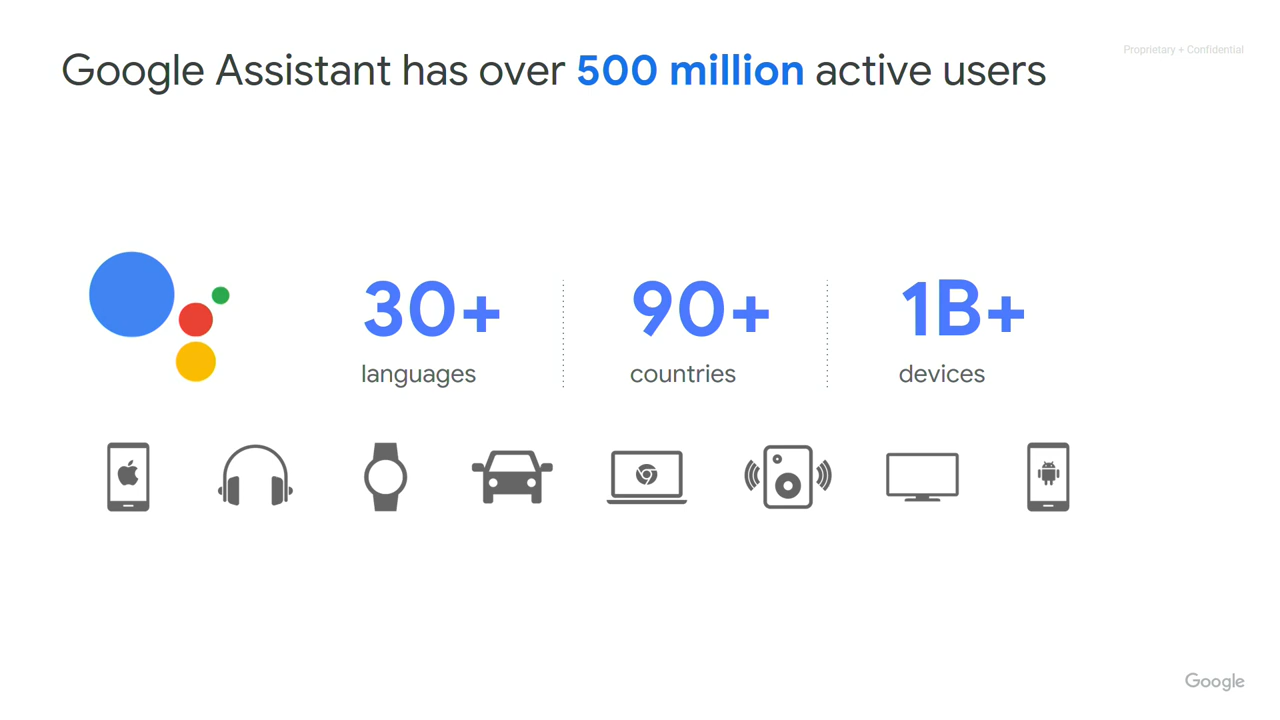 Proprietary + Confidential
Google Assistant has over 500 million active users
30+
languages
90+
countries
1B+
devices
Google